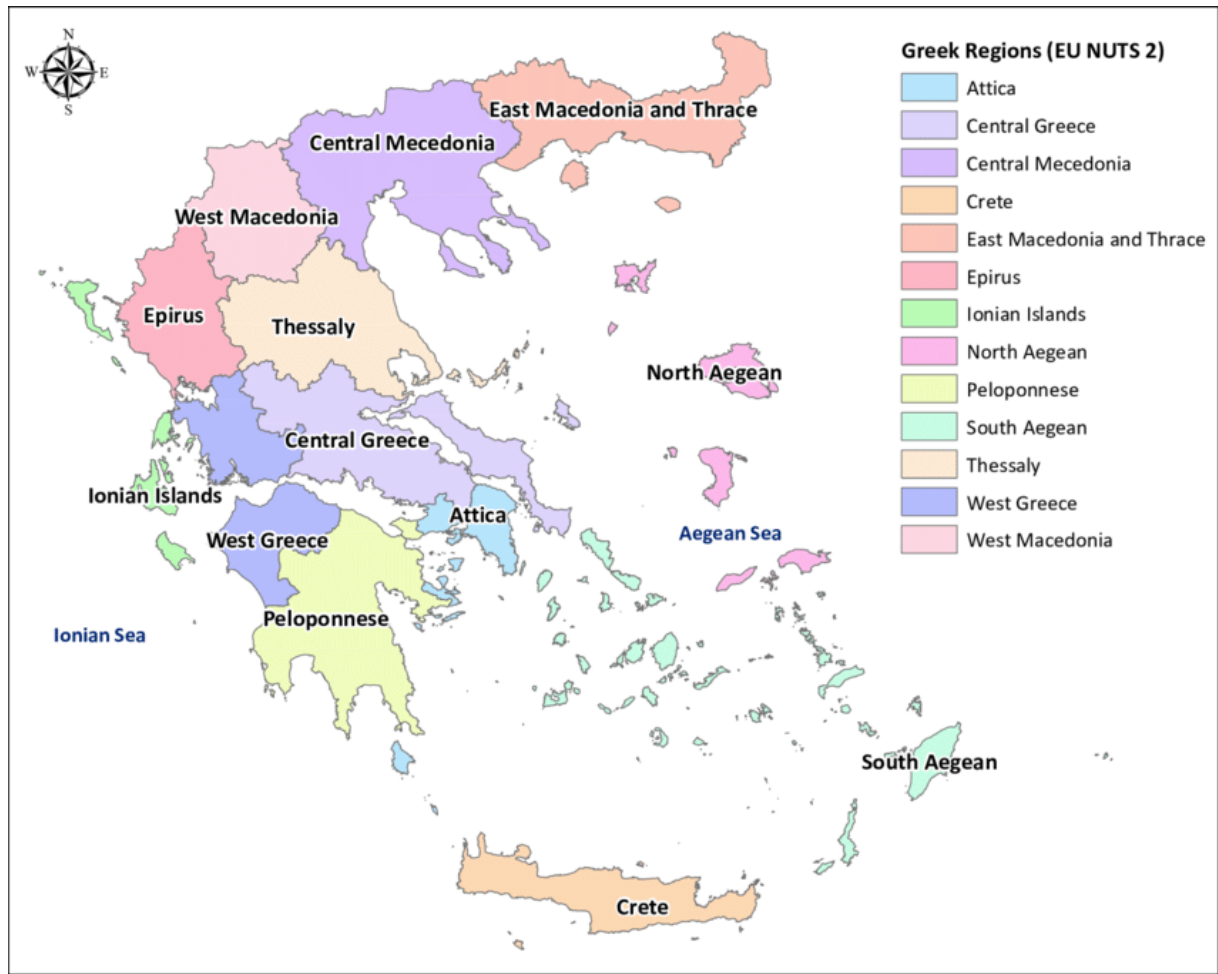 N
W E
S
East Macedonia and Thrace
Central Mecedonia
West Macedonia
Epirus
Thessaly
North Aegean
Central Greece
Ionian Islands
Attica
West Greece
Aegean Sea
Peloponnese
Ionian Sea
South Aegean
Crete
Greek Regions (EU NUTS 2)
Attica
Central Greece
Central Mecedonia
Crete
East Macedonia and Thrace
Epirus
Ionian Islands
North Aegean
Peloponnese
South Aegean
Thessaly
West Greece
West Macedonia